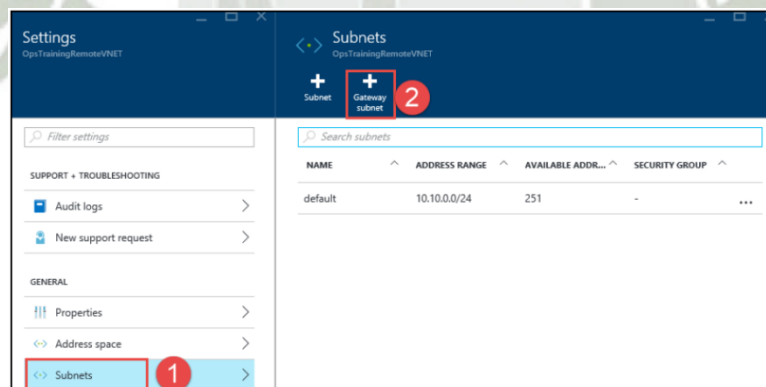 Settings
OpsTrainingRemoteVNET
Filter settings
SUPPORT + TROUBLESHOOTING
Audit logs
New support request
GENERAL
Properties
Address space
Subnets
1
Subnets
OpsTrainingRemoteVNET
Subnet
Gateway
subnet
2
Search subnets
NAME ADDRESS RANGE AVAILABLE ADDR... SECURITY GROUP
default 10.10.0.0/24 251 - ...